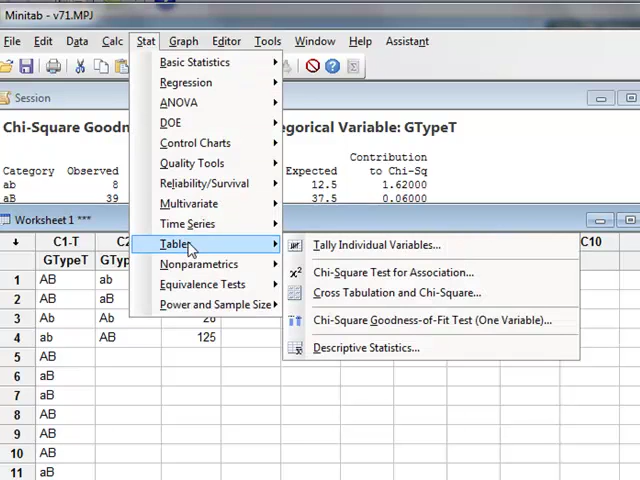 Minitab - v71.MPJ
File Edit Data Calc Stat Graph Editor Tools Window Help Assistant
Session
Chi-Square Goodn egorical Variable: GTypeT
Contribution
Category Observed Expected to Chi-Sq
ab 8 12.5 1.62000
aB 39 37.5 0.06000
Basic Statistics
Regression
ANOVA
DOE
Control Charts
Quality Tools
Reliability/Survival
Multivariate
Time Series
Tables
Nonparametrics
Equivalence Tests
Power and Sample Size
Tally Individual Variables...
Chi-Square Test for Association...
Cross Tabulation and Chi-Square...
Chi-Square Goodness-of-Fit Test (One Variable)...
Descriptive Statistics...
Worksheet 1 ***
C1-T C2 C10
GTypeT
1 AB ab
2 AB aB
3 Ab Ab
4 ab AB 125
5 AB
6 aB
7 aB
8 AB
9 AB
10 AB
11 aB